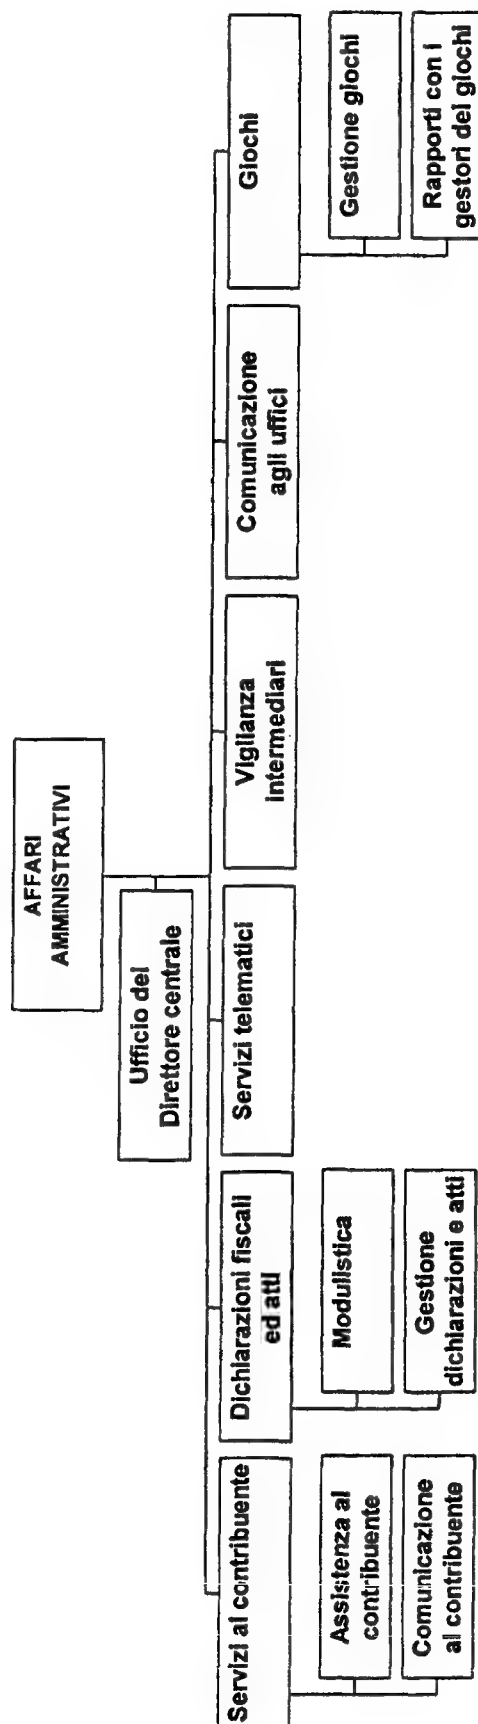 AFFARI
AMMINISTRATIVI
Ufficio del
Direttore centrale
Servizi al contribuente
Assistenza al
contribuente
Comunicazione
al contribuente
Dichiarazioni fiscali
ed atti
Modulistica
Gestione
dichiarazioni e atti
Servizi telematici
Vigilanza
intermediari
Comunicazione
agli uffici
Giochi
Gestione giochi
Rapporti con i
gestori dei giochi